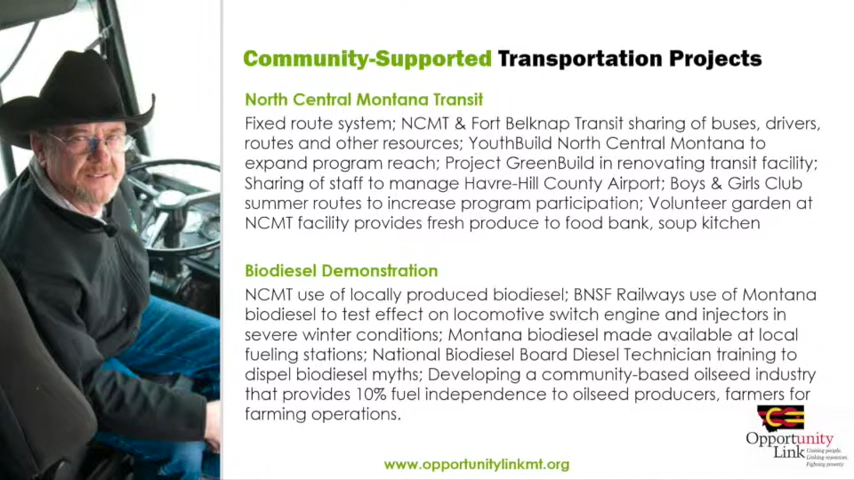 Community-Supported Transportation Projects
North Central Montana Transit
Fixed route system; NCMT & Fort Belknap Transit sharing of buses, drivers,
routes and other resources; YouthBuild North Central Montana to
expand program reach; Project GreenBuild in renovating transit facility;
Sharing of staff to manage Havre-Hill County Airport; Boys & Girls Club
summer routes to increase program participation; Volunteer garden at
NCMT facility provides fresh produce to food bank, soup kitchen
Biodiesel Demonstration
NCMT use of locally produced biodiesel; BNSF Railways use of Montana
biodiesel to test effect on locomotive switch engine and injectors in
severe winter conditions; Montana biodiesel made available at local
fueling stations; National Biodiesel Board Diesel Technician training to
dispel biodiesel myths; Developing a community-based oilseed industry
that provides 10% fuel independence to oilseed producers, farmers for
farming operations.
Opportunity
Link
Linking people.
Linking resources.
Fighting poverty.
www.opportunitylinkmt.org